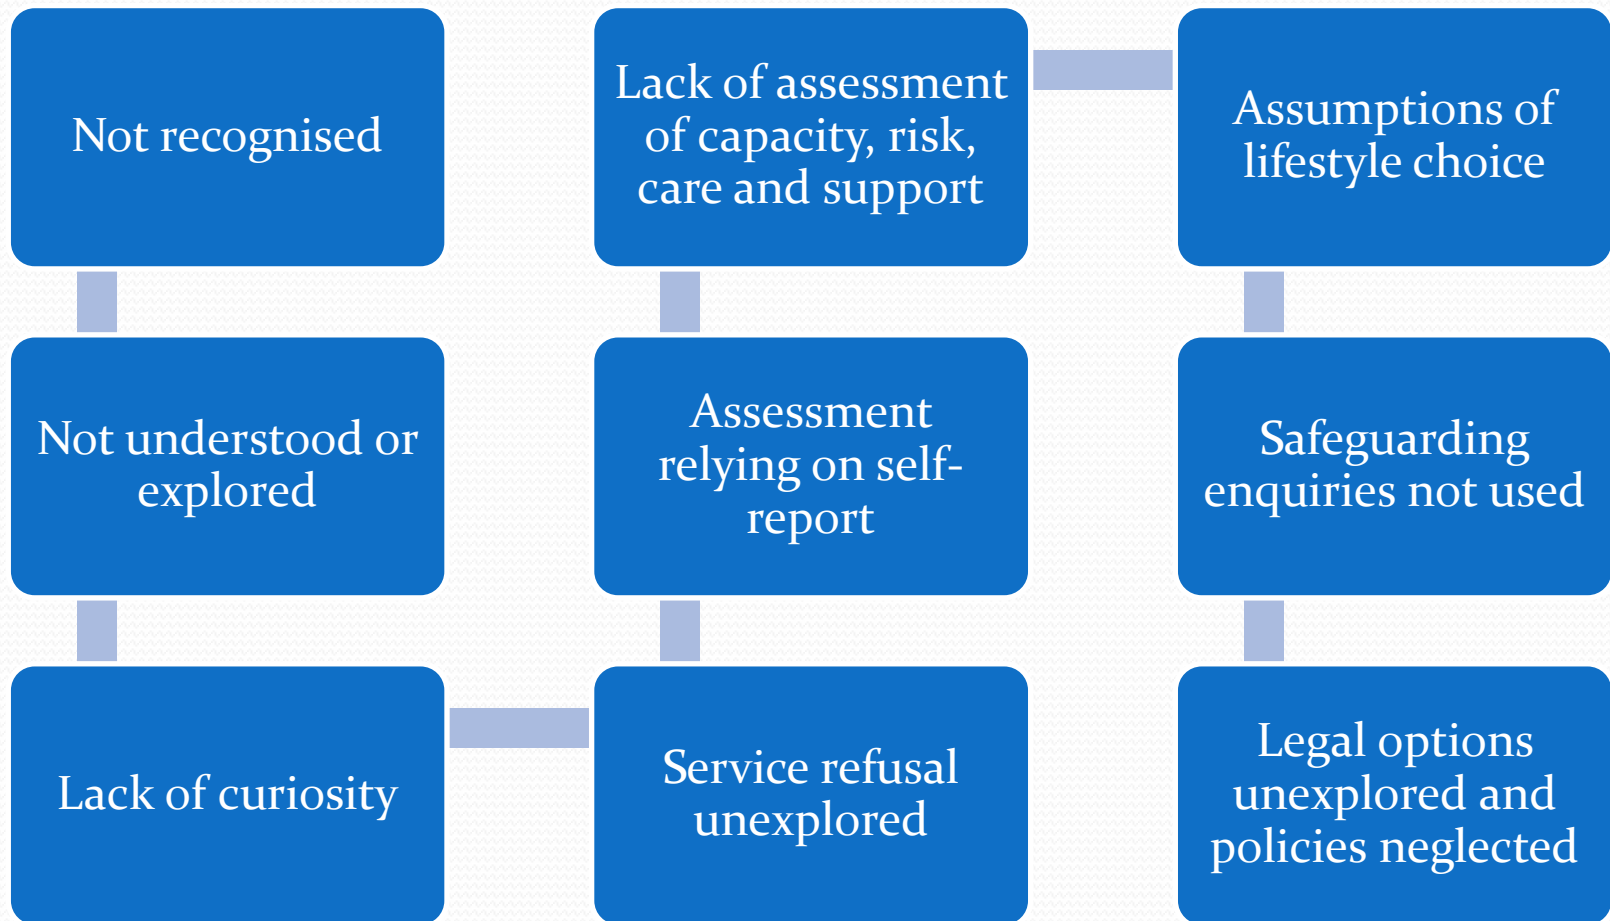 Not recognised
Not understood or
explored
Lack of curiosity
Service refusal
unexplored
Assessment
relying on self-
report
Lack of assessment
of capacity, risk,
care and support
Assumptions of
lifestyle choice
Safeguarding
enquiries not used
Legal options
unexplored and
policies neglected